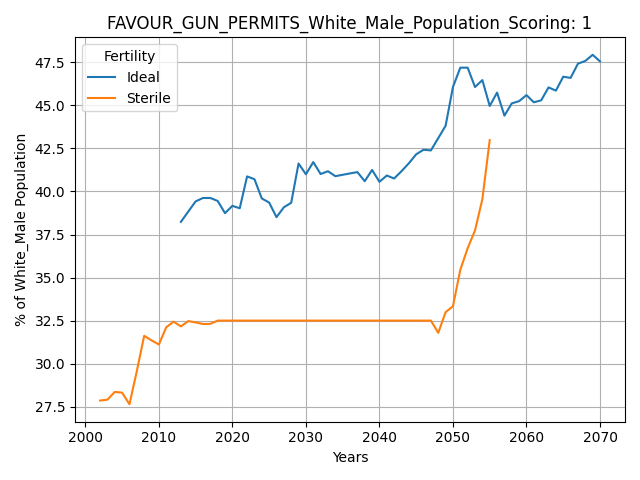 FAVOUR_GUN_PERMITS_White_Male_Population_Scoring: 1
Fertility
Ideal
Sterile
% of White_Male Population
47.5
45.0
42.5
40.0
37.5
35.0
32.5
30.0
27.5
2000 2010 2020 2030 2040 2050 2060 2070
Years